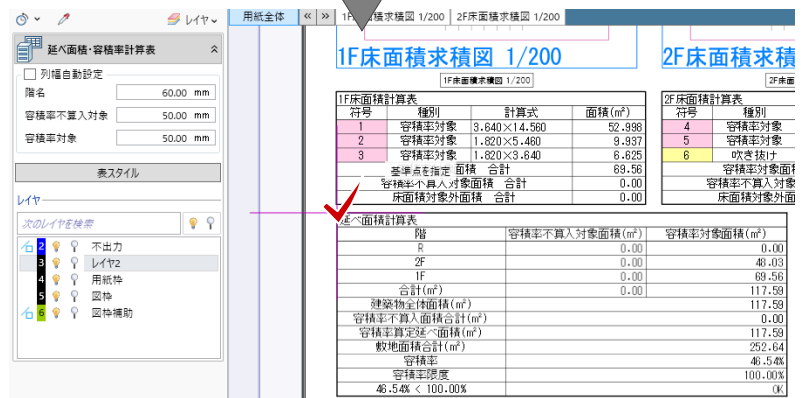 レイヤ
延べ面積・容積率計算表
列幅自動設定
階名 60.00 mm
容積率不算入対象 50.00 mm
容積率対象 50.00 mm
表スタイル
レイヤ
次のレイヤを検索
2 不出力
3 レイヤ2
4 用紙枠
5 図枠
6 図枠補助
用紙全体 « » 積求積図 1/200 2F床面積求積図 1/200
1F床面積求積図 1/200
1F床面積求積図 1/200
1F床面積計算表
符号 種別 計算式 面積(㎡)
1 容積率対象 3.640×14.560 52.998
2 容積率対象 1.820×5.460 9.937
3 容積率対象 1.820×3.640 6.625
基準点を指定 面積 合計 69.56
容積率不算入対象面積 合計 0.00
床面積対象外面積 合計 0.00
2F床面積求積
2F床面
2F床面積計算表
符号 種別
4 容積率対象
5 容積率対象
6 吹き抜け
容積率対象面
容積率不算入対象面
床面積対象外面
延べ面積計算表
階 容積率不算入対象面積(㎡) 容積率対象面積(㎡)
R 0.00 0.00
2F 0.00 48.03
1F 0.00 69.56
合計(㎡) 0.00 117.59
建築物全体面積(㎡) 117.59
容積率不算入面積合計(㎡) 0.00
容積率算定延べ面積(㎡) 117.59
敷地面積合計(㎡) 252.64
容積率 46.54%
容積率限度 100.00%
46.54% < 100.00% OK